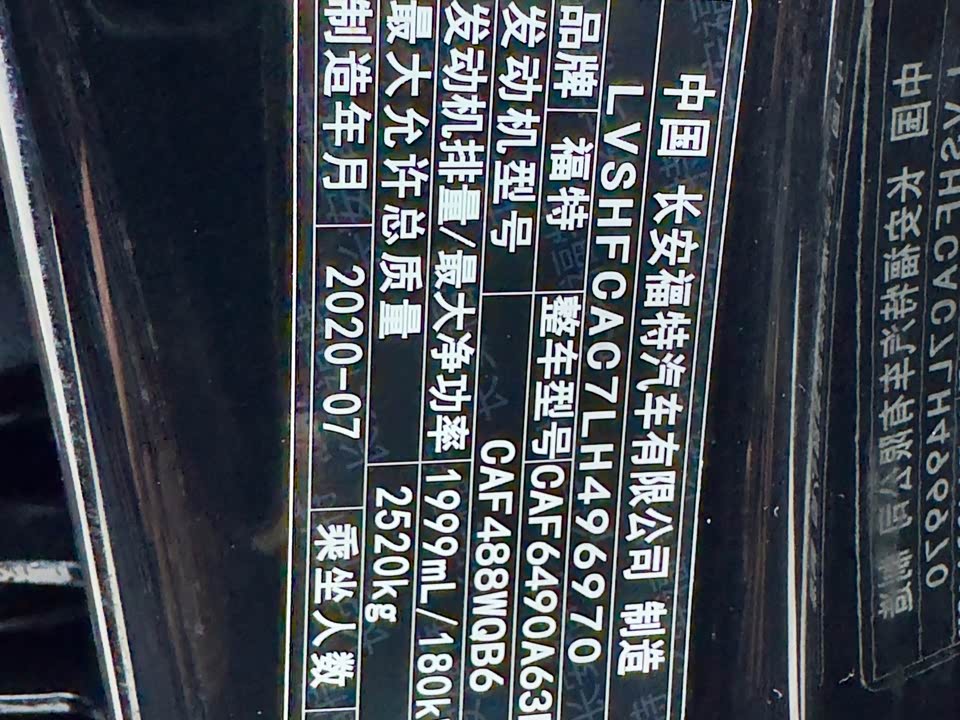 中国 长安福特汽车有限公司 制造
LVSHFCAC7LH496970
品牌 福特 整车型号 CAF6490A63
发动机型号 CAF488WQB6
发动机排量/最大净功率 1999mL/180k
最大允许总质量 2520kg
制造年月 2020-07 乘坐人数